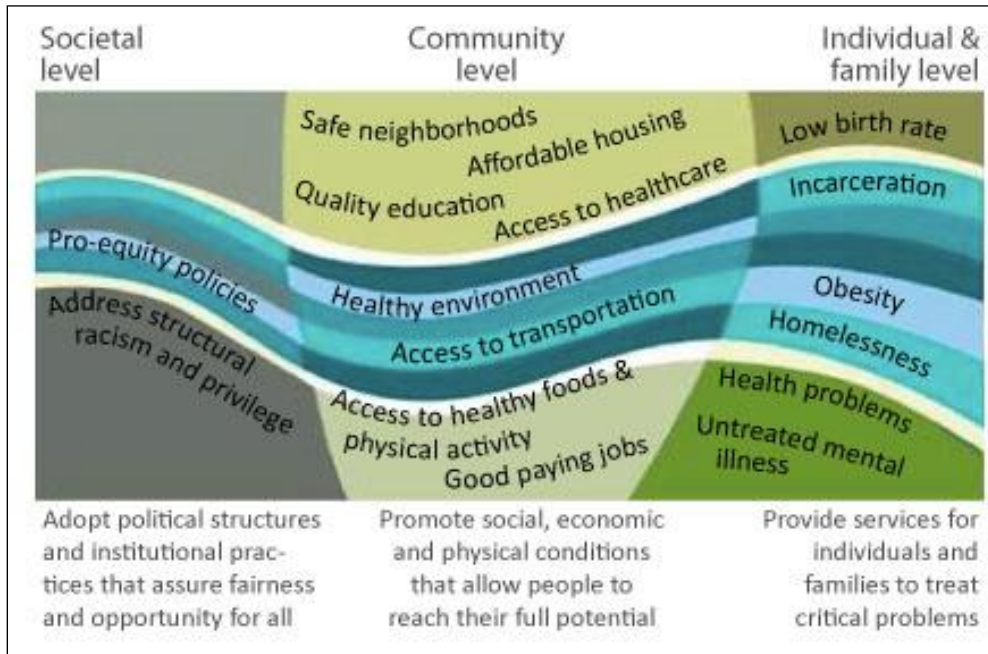 Societal
level
Community
level
Individual &
family level
Safe neighborhoods
Affordable housing
Quality education
Access to healthcare
Low birth rate
Incarceration
Pro-equity policies
Healthy environment
Obesity
Address structural
racism and privilege
Access to transportation
Homelessness
Access to healthy foods &
physical activity
Good paying jobs
Health problems
Untreated mental
illness
Adopt political structures
and institutional prac-
tices that assure fairness
and opportunity for all
Promote social, economic
and physical conditions
that allow people to
reach their full potential
Provide services for
individuals and
families to treat
critical problems